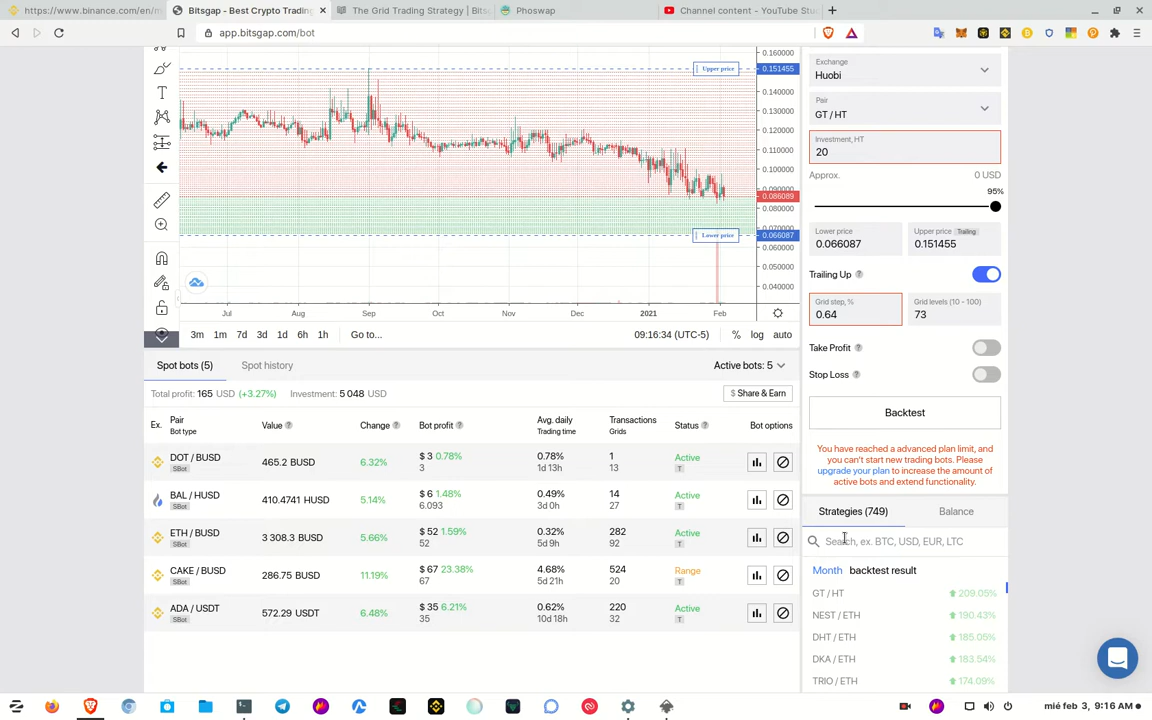 https://www.binance.com/en/m
Bitsgap - Best Crypto Trading
The Grid Trading Strategy | Bits
Phoswap
Channel content - YouTube Stu
app.bitsgap.com/bot
0.160000
Upper price
0.151455
0.140000
0.130000
0.120000
0.110000
0.100000
0.090000
0.086089
0.080000
0.070000
Lower price
0.066087
0.060000
0.050000
0.040000
Jul
Aug
Sep
Oct
Nov
Dec
2021
Feb
3m 1m 7d 3d 1d 6h 1h Go to...
09:16:34 (UTC-5) % log auto
Spot bots (5) Spot history
Active bots: 5
Total profit: 165 USD (+3.27%) Investment: 5 048 USD
$ Share & Earn
Ex. Pair Value Change Bot profit Avg. daily Transactions Status Bot options
Bot type Trading time Grids
DOT / BUSD 465.2 BUSD 6.32% $ 3 0.78% 0.78% 1 Active
SBot 3 1d 13h 13 T
BAL / HUSD 410.4741 HUSD 5.14% $ 6 1.48% 0.49% 14 Active
SBot 6.093 3d 0h 27 T
ETH / BUSD 3 308.3 BUSD 5.66% $ 52 1.59% 0.32% 282 Active
SBot 52 5d 9h 92 T
CAKE / BUSD 286.75 BUSD 11.19% $ 67 23.38% 4.68% 524 Range
SBot 67 5d 21h 20 T
ADA / USDT 572.29 USDT 6.48% $ 35 6.21% 0.62% 220 Active
SBot 35 10d 18h 32 T
Exchange
Huobi
Pair
GT / HT
Investment, HT
20
Approx. 0 USD
95%
Lower price
0.066087
Upper price Trailing
0.151455
Trailing Up
Grid step, %
0.64
Grid levels (10 - 100)
73
Take Profit
Stop Loss
Backtest
You have reached a advanced plan limit, and
you can't start new trading bots. Please
upgrade your plan to increase the amount of
active bots and extend functionality.
Strategies (749) Balance
Search, ex. BTC, USD, EUR, LTC
Month backtest result
GT / HT 209.05%
NEST / ETH 190.43%
DHT / ETH 185.05%
DKA / ETH 183.54%
TRIO / ETH 174.09%
mié feb 3, 9:16 AM